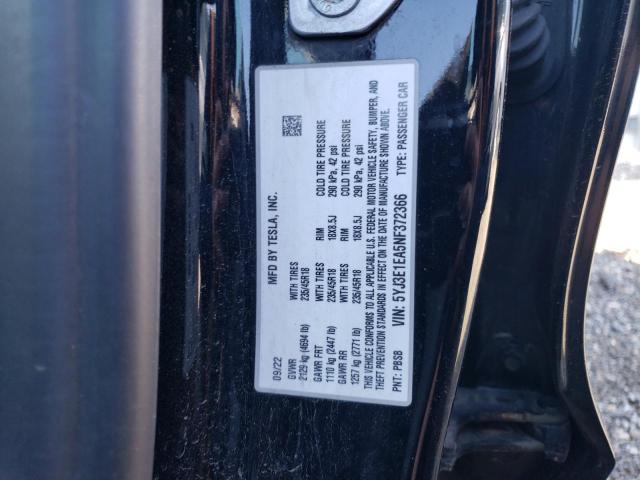 MFD BY TESLA, INC.
09/22
GVWR WITH TIRES RIM COLD TIRE PRESSURE
2129 kg (4694 lb) 235/45R18 18X8.5J 290 kPa, 42 psi
GAWR FRT WITH TIRES RIM COLD TIRE PRESSURE
1110 kg (2447 lb) 235/45R18 18X8.5J 290 kPa, 42 psi
GAWR RR
1257 kg (2771 lb)
THIS VEHICLE CONFORMS TO ALL APPLICABLE U.S. FEDERAL MOTOR VEHICLE SAFETY, BUMPER, AND
THEFT PREVENTION STANDARDS IN EFFECT ON THE DATE OF MANUFACTURE SHOWN ABOVE.
VIN: 5YJ3E1EA5NF372366
PNT: PBSB TYPE: PASSENGER CAR